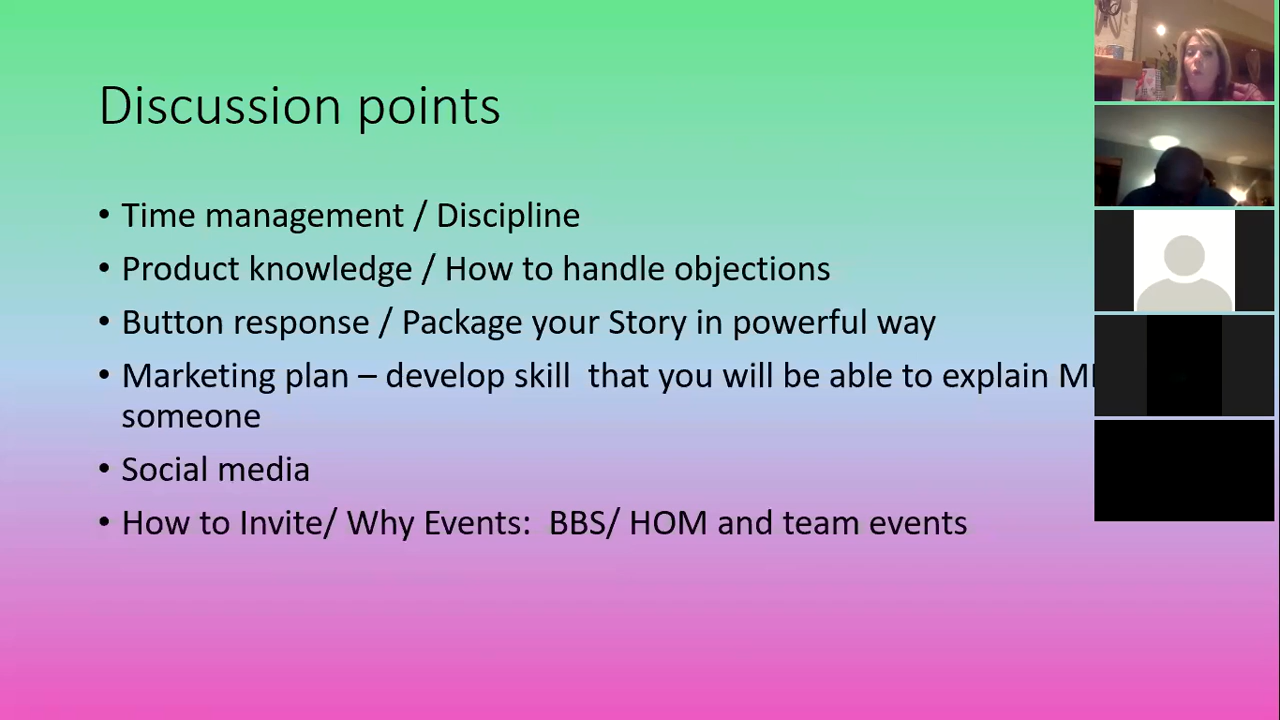 Discussion points
• Time management / Discipline
• Product knowledge / How to handle objections
• Button response / Package your Story in powerful way
• Marketing plan – develop skill that you will be able to explain
someone
• Social media
• How to Invite/ Why Events: BBS/ HOM and team events